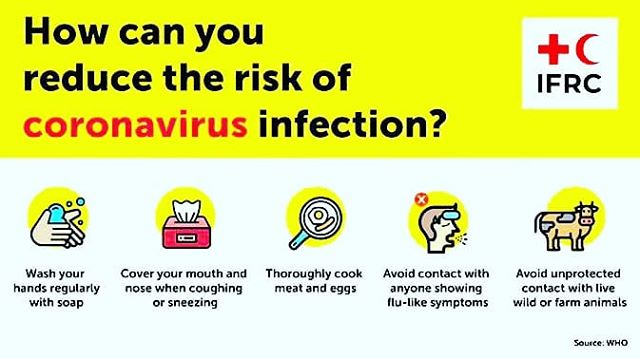 How can you
reduce the risk of
coronavirus infection?
IFRC
Wash your
hands regularly
with soap
Cover your mouth and
nose when coughing
or sneezing
Thoroughly cook
meat and eggs
Avoid contact with
anyone showing
flu-like symptoms
Avoid unprotected
contact with live
wild or farm animals
Source: WHO